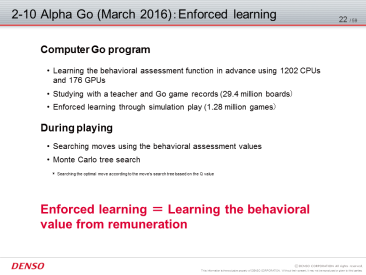 2-10 Alpha Go (March 2016):Enforced learning
22 / 59
Computer Go program
• Learning the behavioral assessment function in advance using 1202 CPUs
and 176 GPUs
• Studying with a teacher and Go game records (29.4 million boards)
• Enforced learning through simulation play (1.28 million games)
During playing
• Searching moves using the behavioral assessment values
• Monte Carlo tree search
• Searching the optimal move according to the move's search tree based on the Q value
Enforced learning = Learning the behavioral
value from remuneration
DENSO
© DENSO CORPORATION All Rights Reserved.